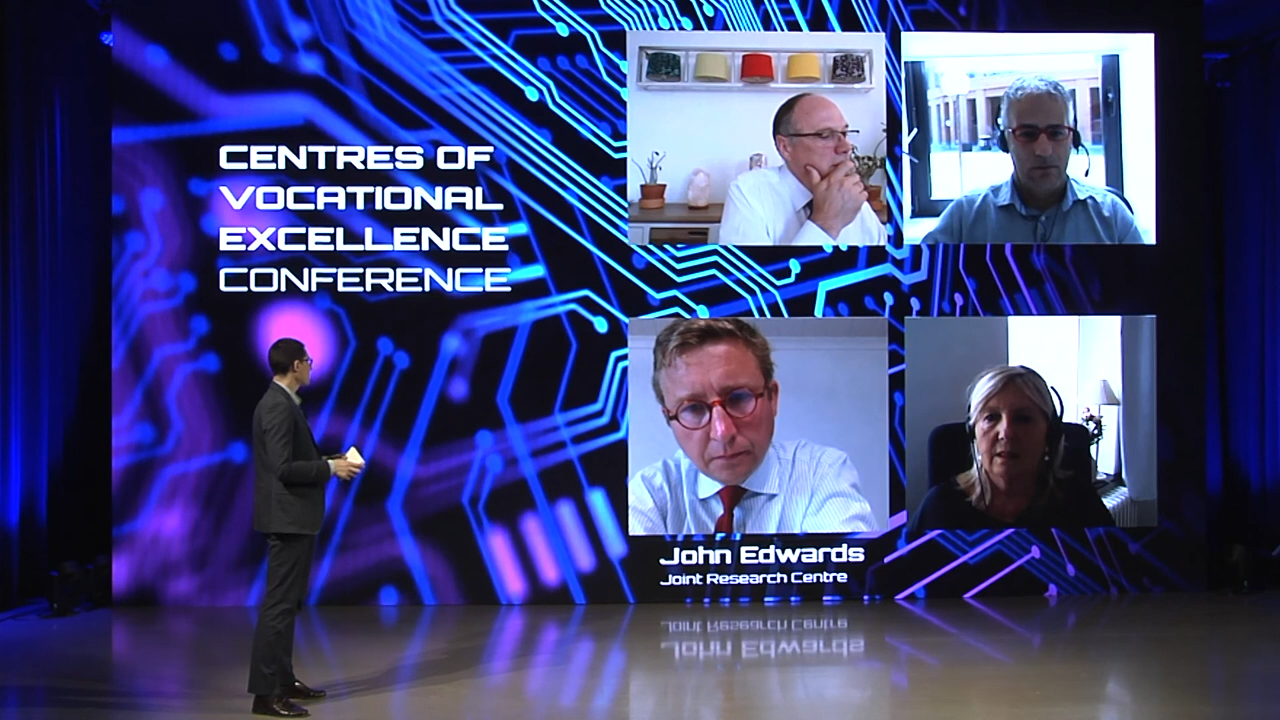 CENTRES OF
VOCATIONAL
EXCELLENCE
CONFERENCE
John Edwards
Joint Research Centre